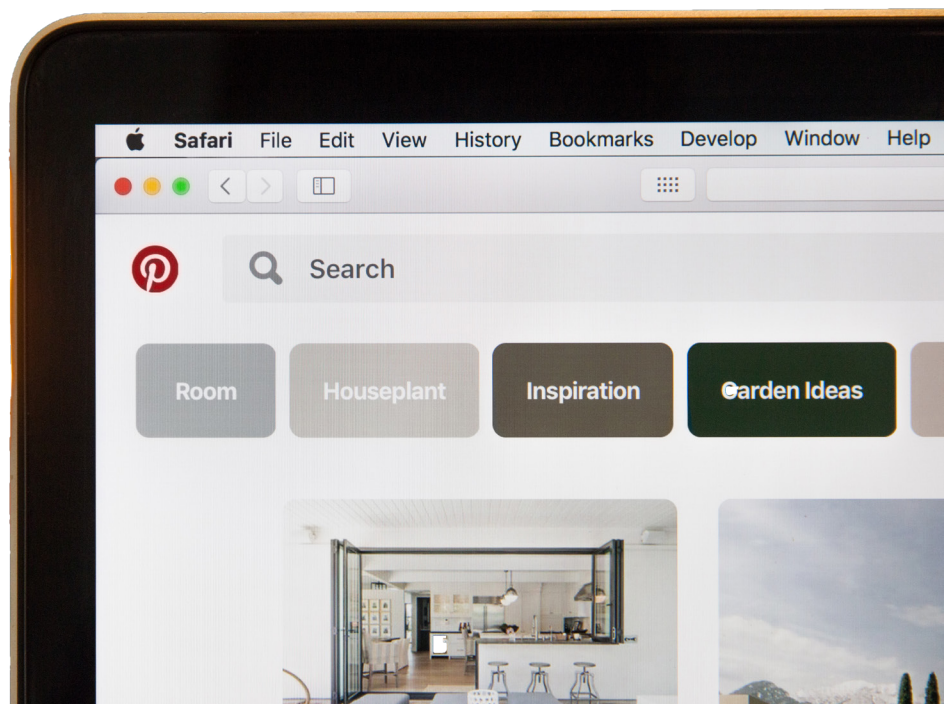 Safari File Edit View History Bookmarks Develop Window Help
Search
Room Houseplant Inspiration Garden Ideas